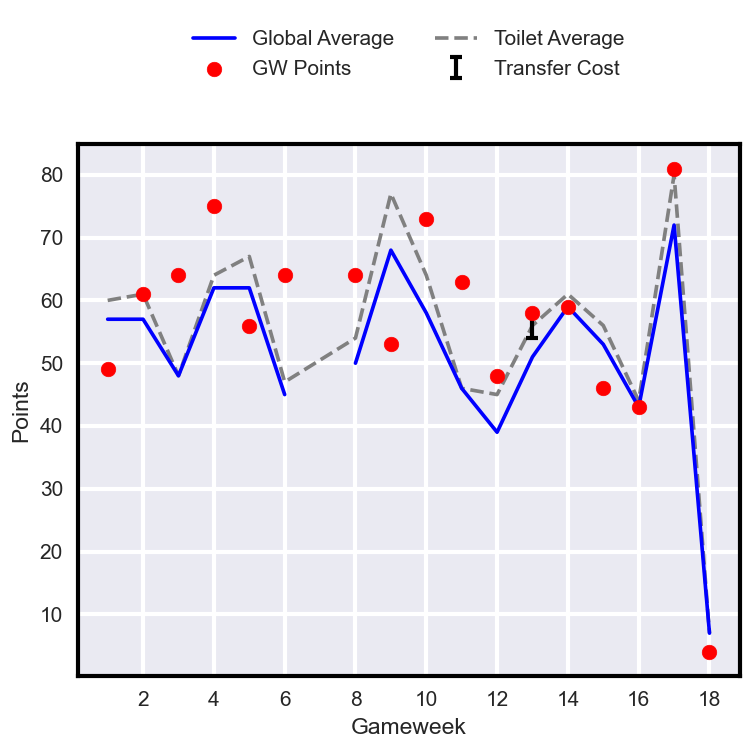 Global Average
Toilet Average
GW Points
Transfer Cost
80
70
60
50
40
30
20
10
Points
2 4 6 8 10 12 14 16 18
Gameweek